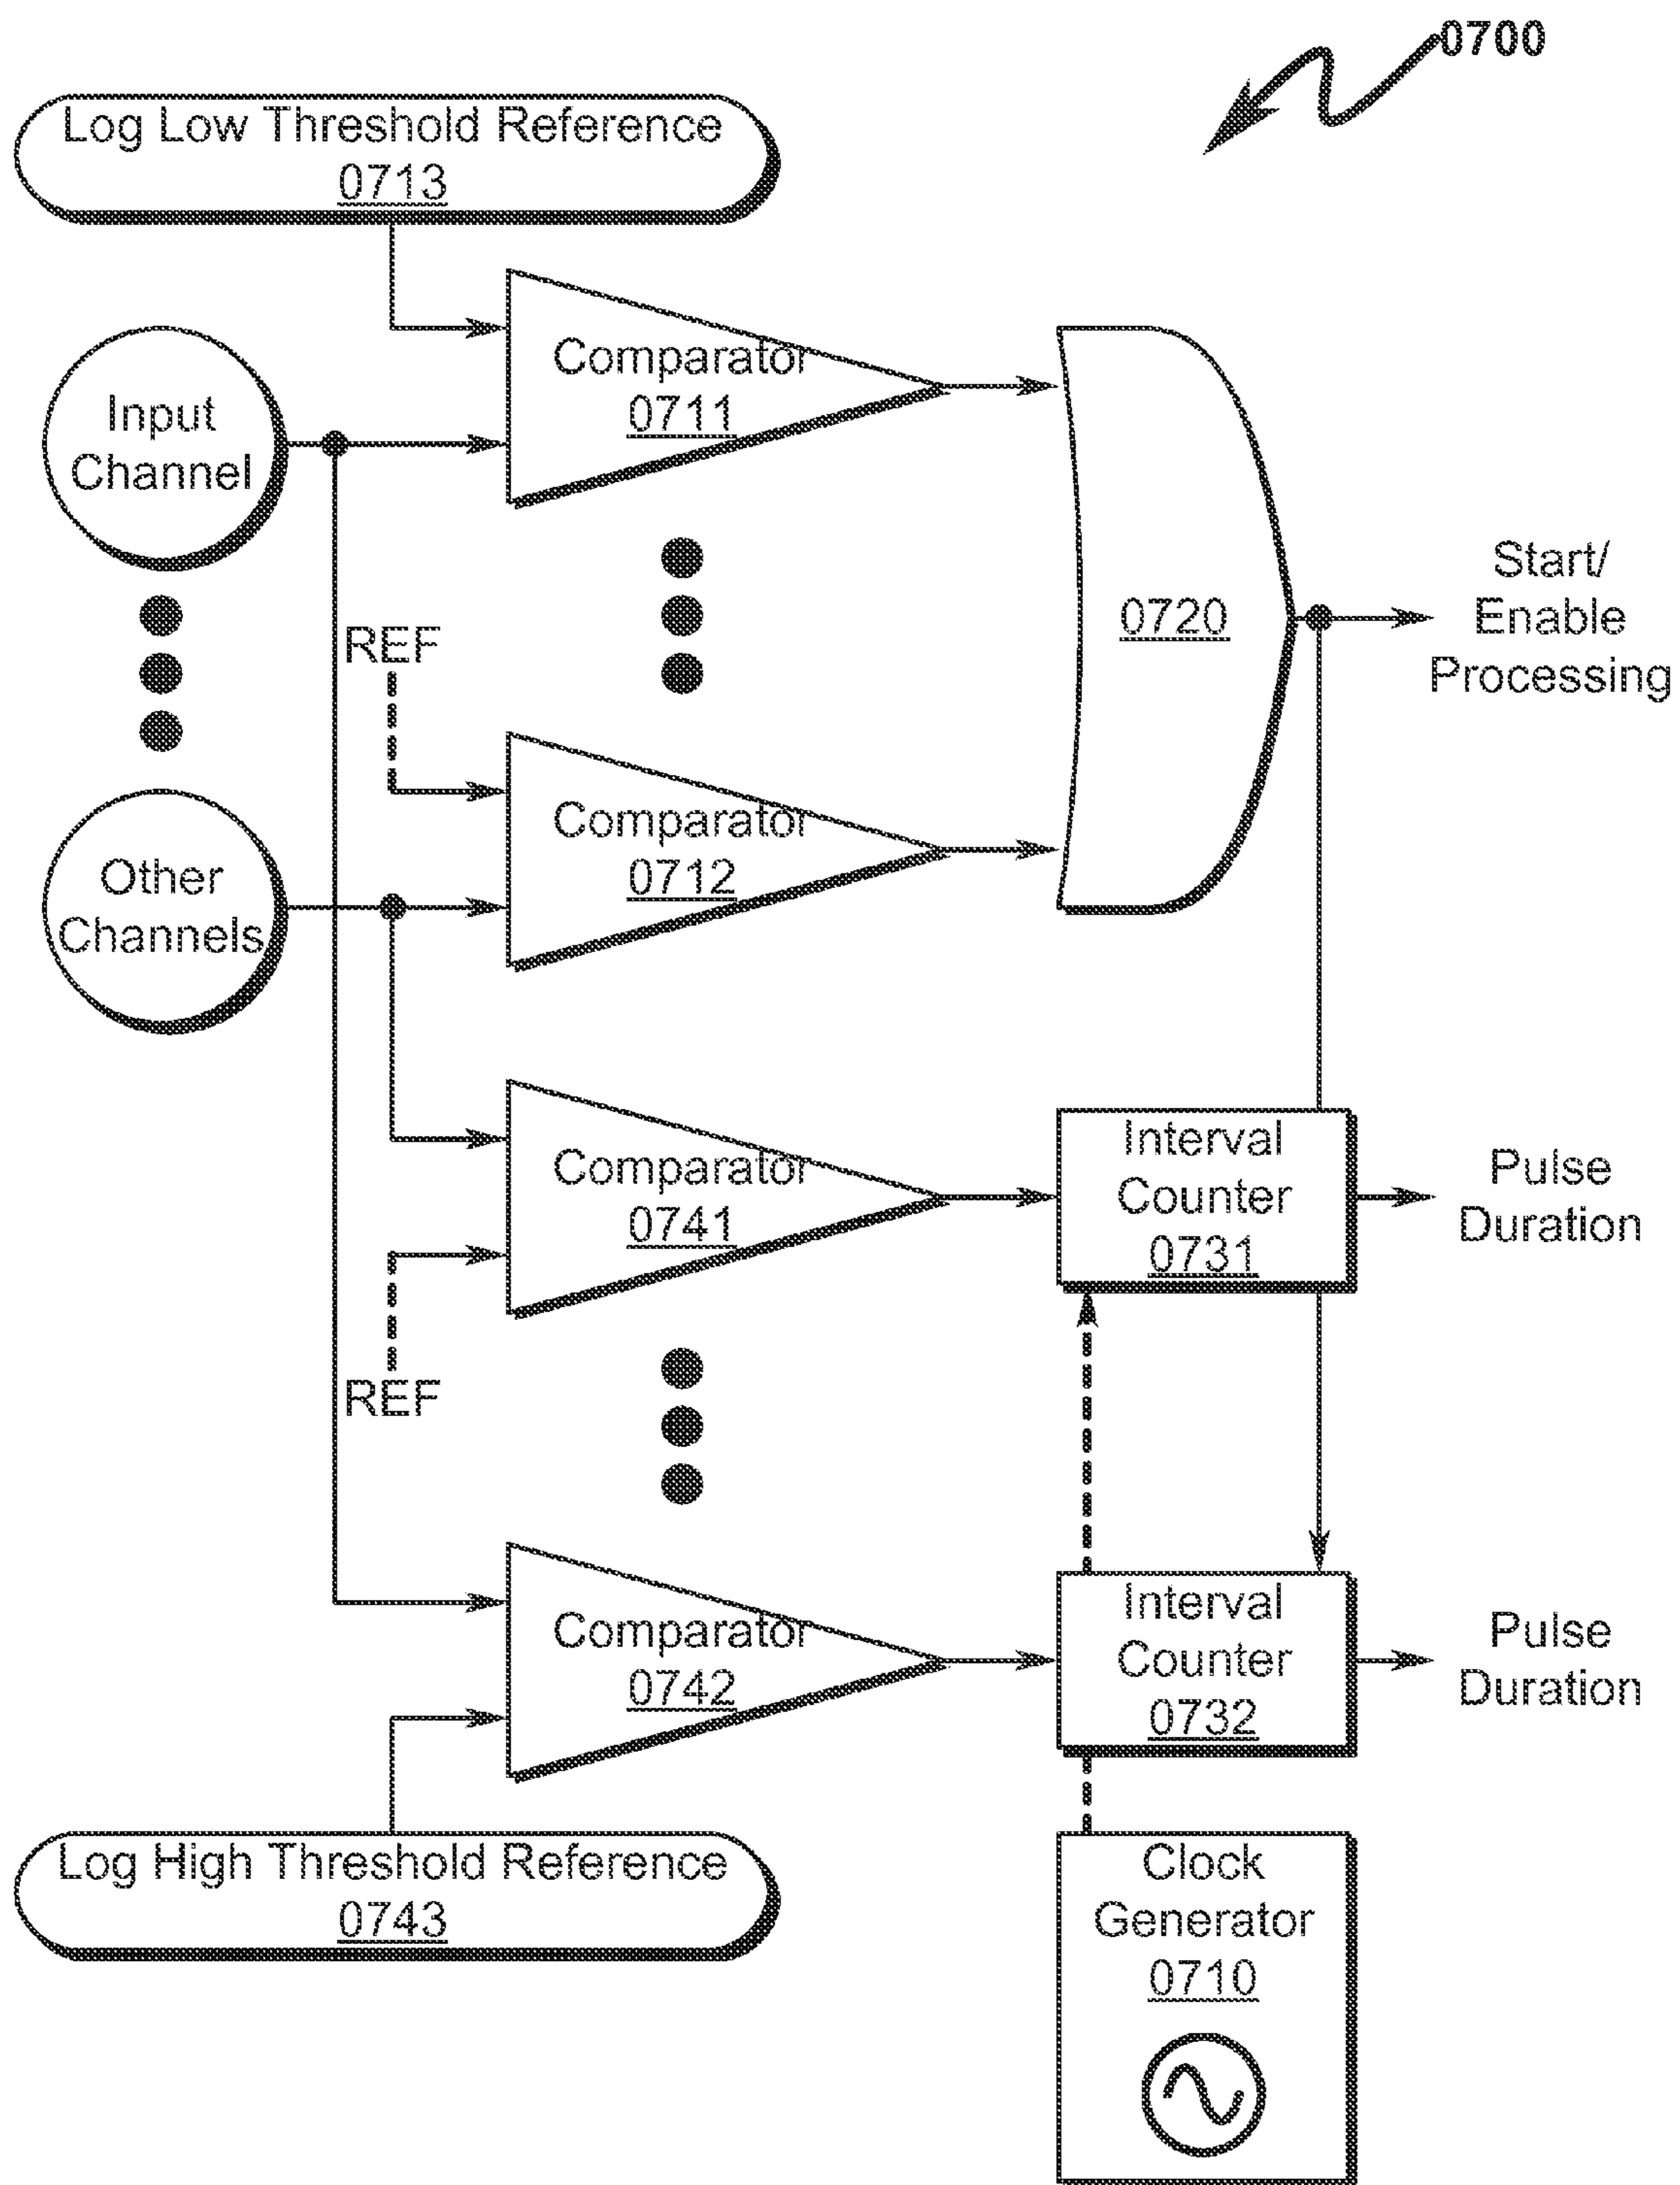 0700
Log Low Threshold Reference
0713
Comparator
0711
Input
Channel
Start/
Enable
Processing
0720
REF
Comparator
0712
Other
Channels
Comparator
0741
REF
Interval
Counter
0731
Pulse
Duration
Comparator
0742
Interval
Counter
0732
Pulse
Duration
Log High Threshold Reference
0743
Clock
Generator
0710